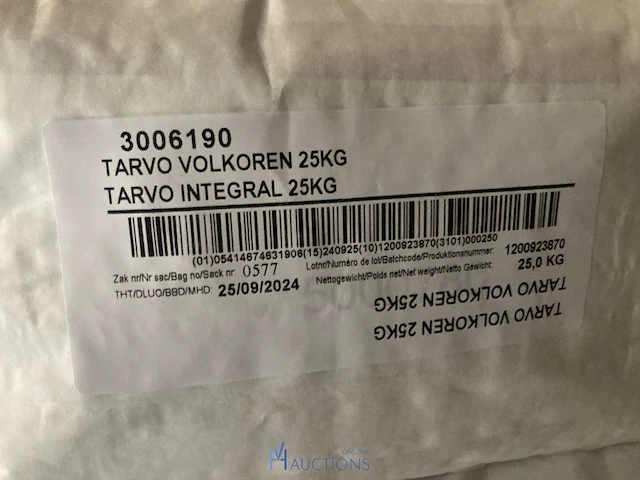 3006190
TARVO VOLKOREN 25KG
TARVO INTEGRAL 25KG
(01)05414674631906(15)240925(10)1200923870(3101)000250
Zak nr/Nr sac/Bag no/Sack nr: 0577
Lotnr/Numéro de lot/Batchcode/Produktionsnummer: 1200923870
THT/DLUO/BBD/MHD: 25/09/2024
Nettogewicht/Poids net/Net weight/Netto Gewicht: 25,0 KG
TARVO VOLKOREN 25KG
TARVO VOLKOREN 25KG
ONLINE
AUCTIONS